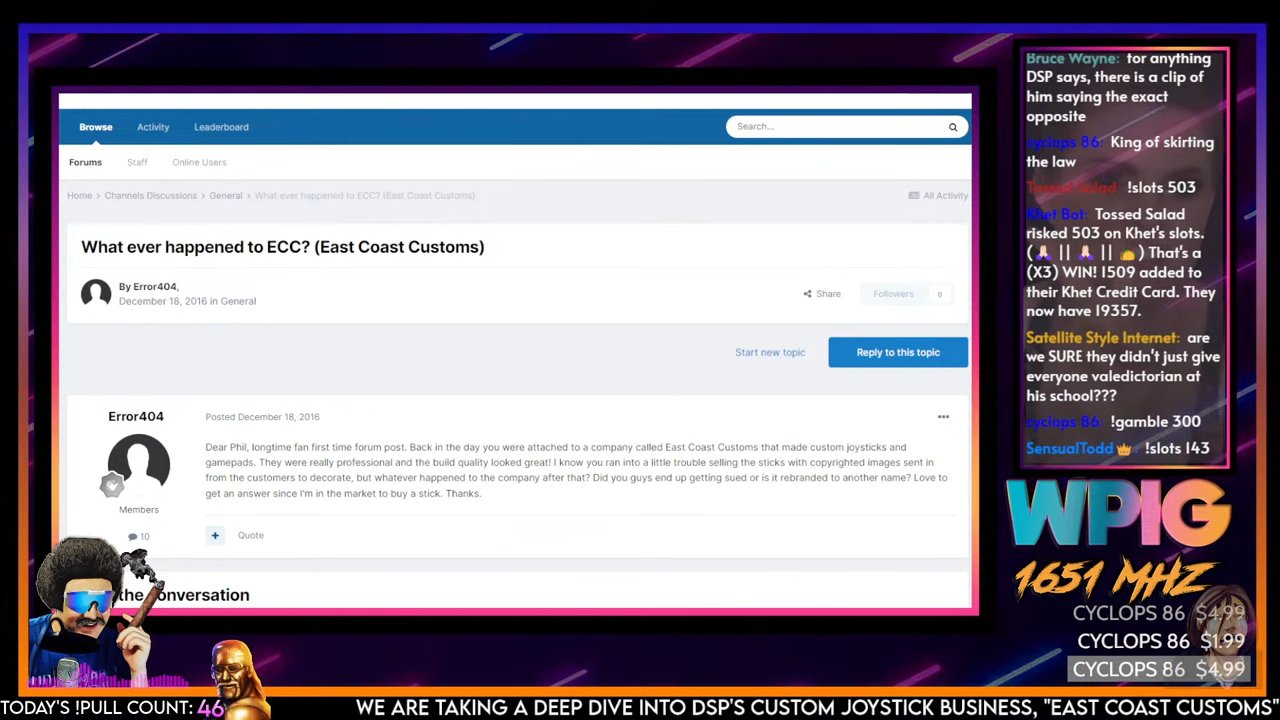 Browse Activity Leaderboard Search...
Forums Staff Online Users
Home > Channels Discussions > General > What ever happened to ECC? (East Coast Customs) All Activity
What ever happened to ECC? (East Coast Customs)
By Error404,
December 18, 2016 in General
Share Followers 0
Start new topic Reply to this topic
Error404
Members
10
Posted December 18, 2016
Dear Phil, longtime fan first time forum post. Back in the day you were attached to a company called East Coast Customs that made custom joysticks and
gamepads. They were really professional and the build quality looked great! I know you ran into a little trouble selling the sticks with copyrighted images sent in
from the customers to decorate, but whatever happened to the company after that? Did you guys end up getting sued or is it rebranded to another name? Love to
get an answer since I'm in the market to buy a stick. Thanks.
+ Quote
the conversation
Bruce Wayne: for anything
DSP says, there is a clip of
him saying the exact
opposite
cyclops 86: King of skirting
the law
Tossed Salad: !slots 503
Khet Bot: Tossed Salad
risked 503 on Khet's slots.
(🙏🏻 || 🙏🏻 || 🌮) That's a
(X3) WIN! 1509 added to
their Khet Credit Card. They
now have 19357.
Satellite Style Internet: are
we SURE they didn't just give
everyone valedictorian at
his school???
cyclops 86: !gamble 300
SensualTodd 👑: !slots 143
WPIG
1651 MHZ
CYCLOPS 86 $4.99
CYCLOPS 86 $1.99
CYCLOPS 86 $4.99
TODAY'S !PULL COUNT: 46
WE ARE TAKING A DEEP DIVE INTO DSP'S CUSTOM JOYSTICK BUSINESS, "EAST COAST CUSTOMS"